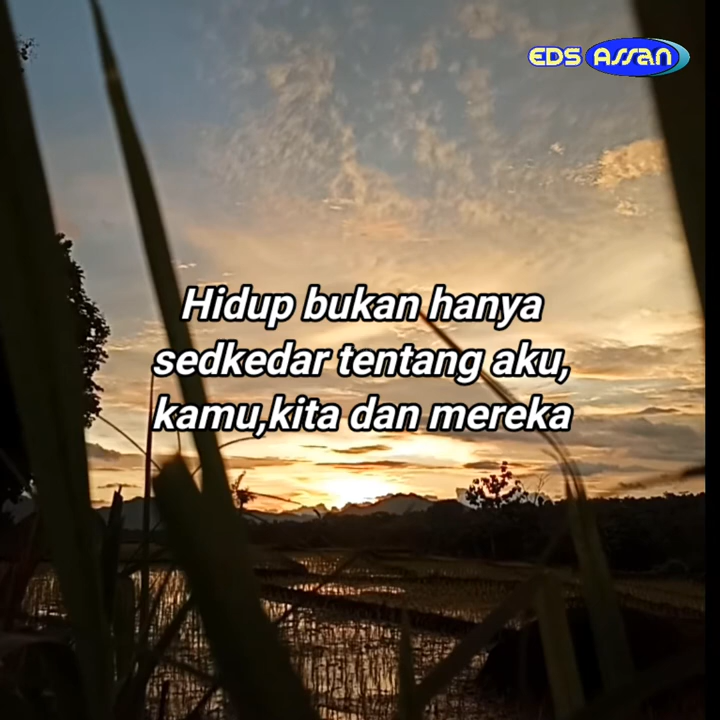 EDS Assan
Hidup bukan hanya
sedkedar tentang aku,
kamu,kita dan mereka